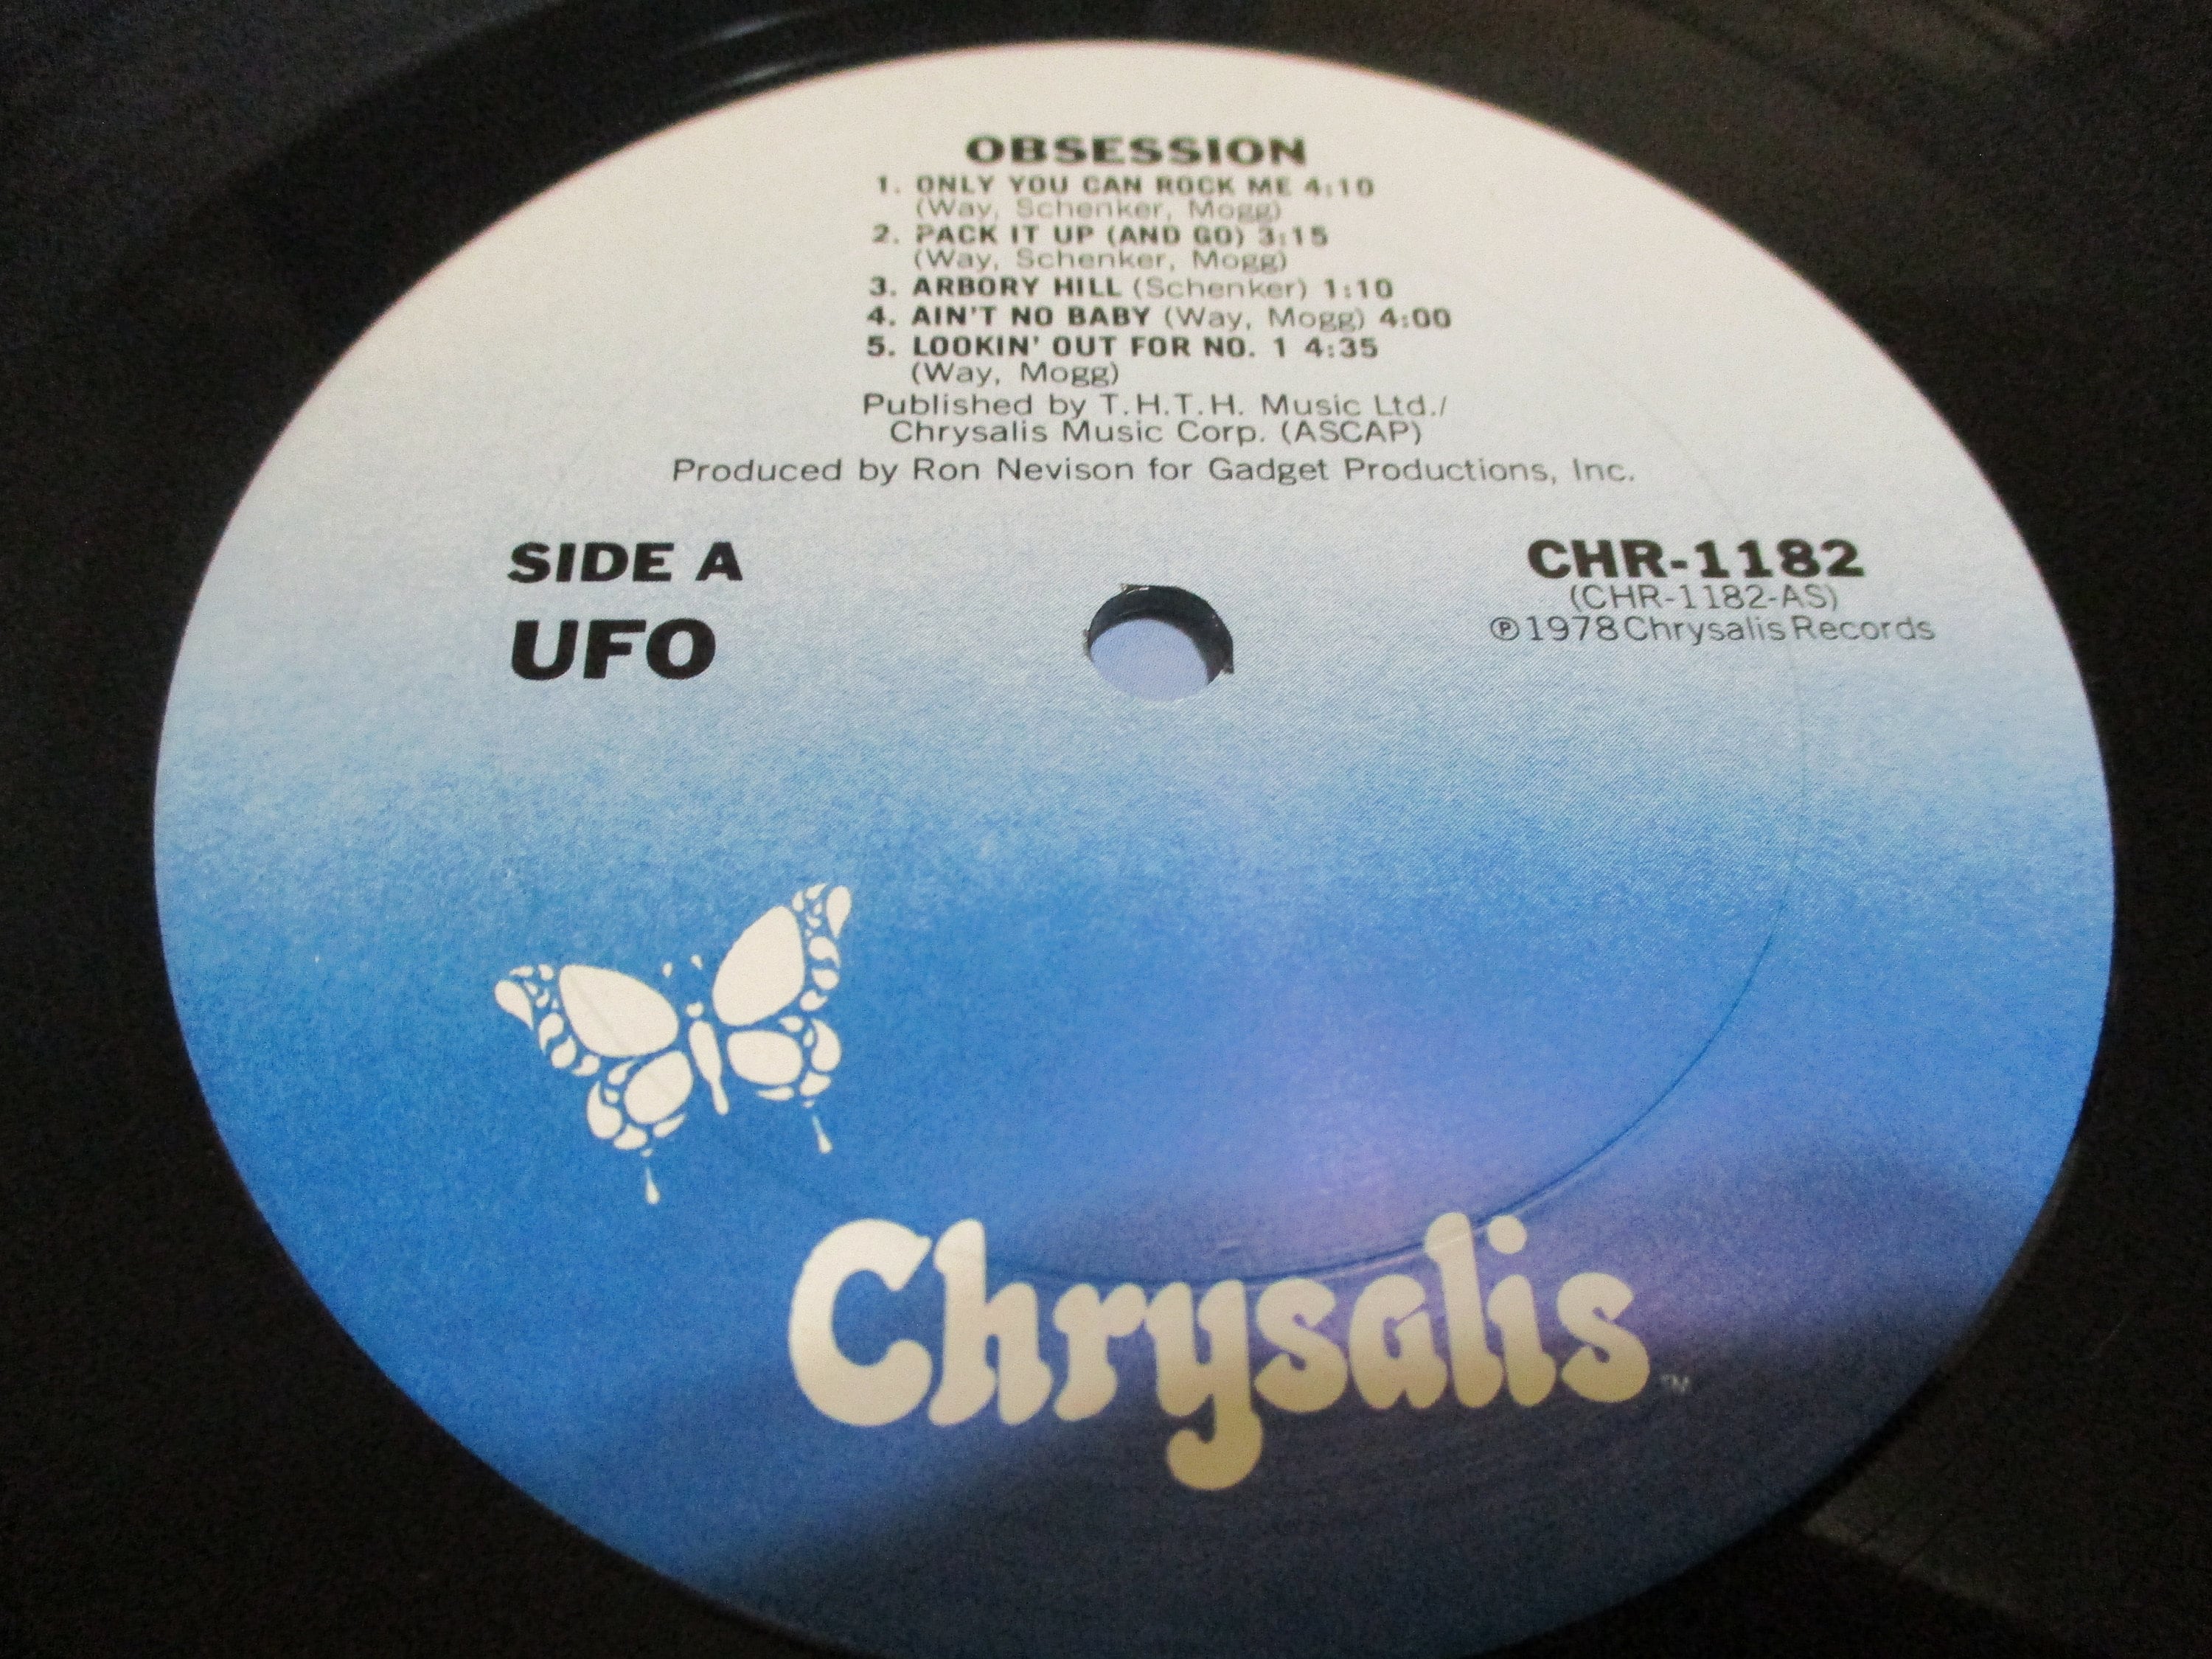 OBSESSION
1. ONLY YOU CAN ROCK ME 4:10
(Way, Schenker, Mogg)
2. PACK IT UP (AND GO) 3:15
(Way, Schenker, Mogg)
3. ARBORY HILL (Schenker) 1:10
4. AIN'T NO BABY (Way, Mogg) 4:00
5. LOOKIN' OUT FOR NO. 1 4:35
(Way, Mogg)
Published by T.H.T.H. Music Ltd./
Chrysalis Music Corp. (ASCAP)
Produced by Ron Nevison for Gadget Productions, Inc.
SIDE A
UFO
CHR-1182
(CHR-1182-AS)
℗1978 Chrysalis Records
Chrysalis™